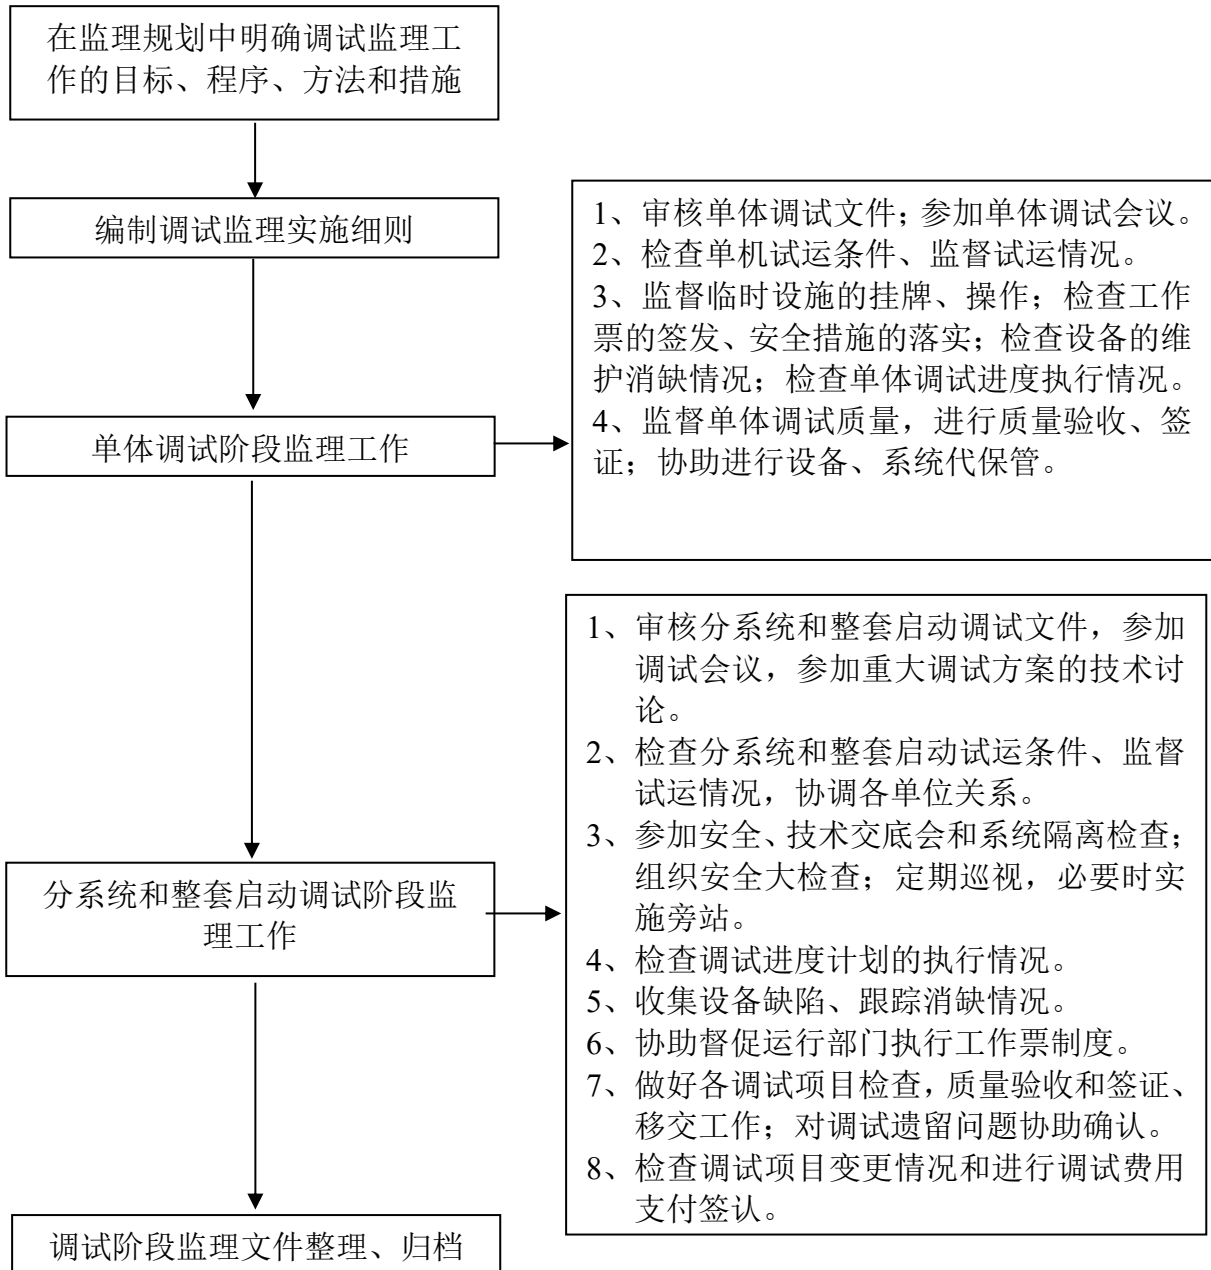 在监理规划中明确调试监理工
作的目标、程序、方法和措施
编制调试监理实施细则
1、审核单体调试文件；参加单体调试会议。
2、检查单机试运条件、监督试运情况。
3、监督临时设施的挂牌、操作；检查工作
票的签发、安全措施的落实；检查设备的维
护消缺情况；检查单体调试进度执行情况。
4、监督单体调试质量，进行质量验收、签
证；协助进行设备、系统代保管。
单体调试阶段监理工作
1、审核分系统和整套启动调试文件，参加
调试会议，参加重大调试方案的技术讨
论。
2、检查分系统和整套启动试运条件、监督
试运情况，协调各单位关系。
3、参加安全、技术交底会和系统隔离检查；
组织安全大检查；定期巡视，必要时实
施旁站。
4、检查调试进度计划的执行情况。
5、收集设备缺陷、跟踪消缺情况。
6、协助督促运行部门执行工作票制度。
7、做好各调试项目检查，质量验收和签证、
移交工作；对调试遗留问题协助确认。
8、检查调试项目变更情况和进行调试费用
支付签认。
分系统和整套启动调试阶段监
理工作
调试阶段监理文件整理、归档